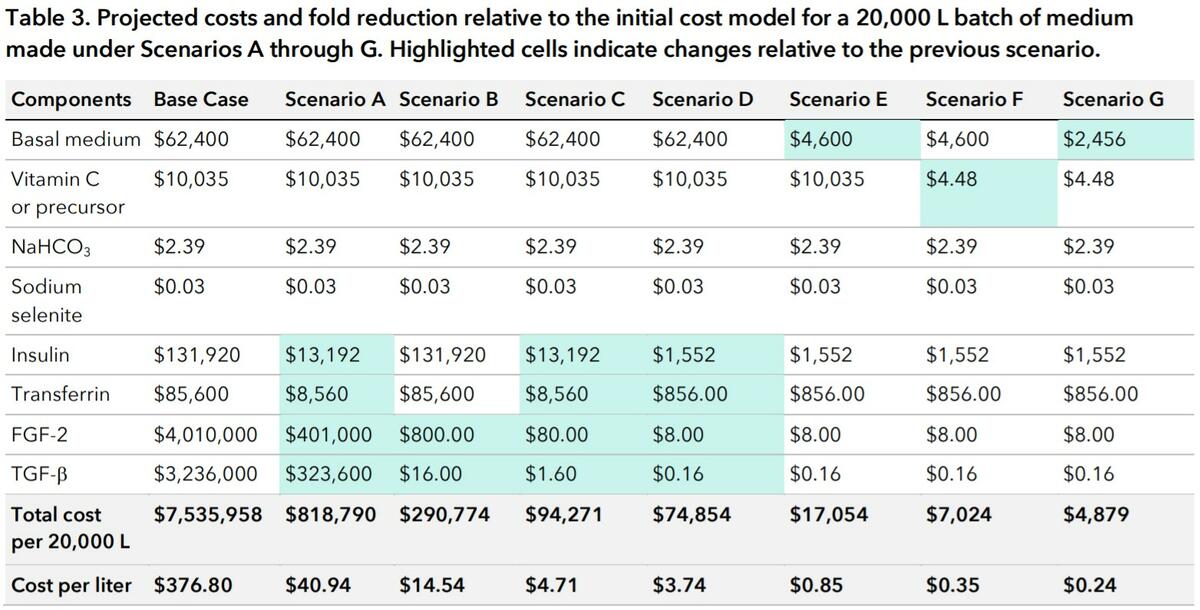 Table 3. Projected costs and fold reduction relative to the initial cost model for a 20,000 L batch of medium
made under Scenarios A through G. Highlighted cells indicate changes relative to the previous scenario.
Components Base Case Scenario A Scenario B Scenario C Scenario D Scenario E Scenario F Scenario G
Basal medium $62,400 $62,400 $62,400 $62,400 $62,400 $4,600 $4,600 $2,456
Vitamin C $10,035 $10,035 $10,035 $10,035 $10,035 $10,035 $4.48 $4.48
or precursor
NaHCO₃ $2.39 $2.39 $2.39 $2.39 $2.39 $2.39 $2.39 $2.39
Sodium $0.03 $0.03 $0.03 $0.03 $0.03 $0.03 $0.03 $0.03
selenite
Insulin $131,920 $13,192 $131,920 $13,192 $1,552 $1,552 $1,552 $1,552
Transferrin $85,600 $8,560 $85,600 $8,560 $856.00 $856.00 $856.00 $856.00
FGF-2 $4,010,000 $401,000 $800.00 $80.00 $8.00 $8.00 $8.00 $8.00
TGF-β $3,236,000 $323,600 $16.00 $1.60 $0.16 $0.16 $0.16 $0.16
Total cost $7,535,958 $818,790 $290,774 $94,271 $74,854 $17,054 $7,024 $4,879
per 20,000 L
Cost per liter $376.80 $40.94 $14.54 $4.71 $3.74 $0.85 $0.35 $0.24